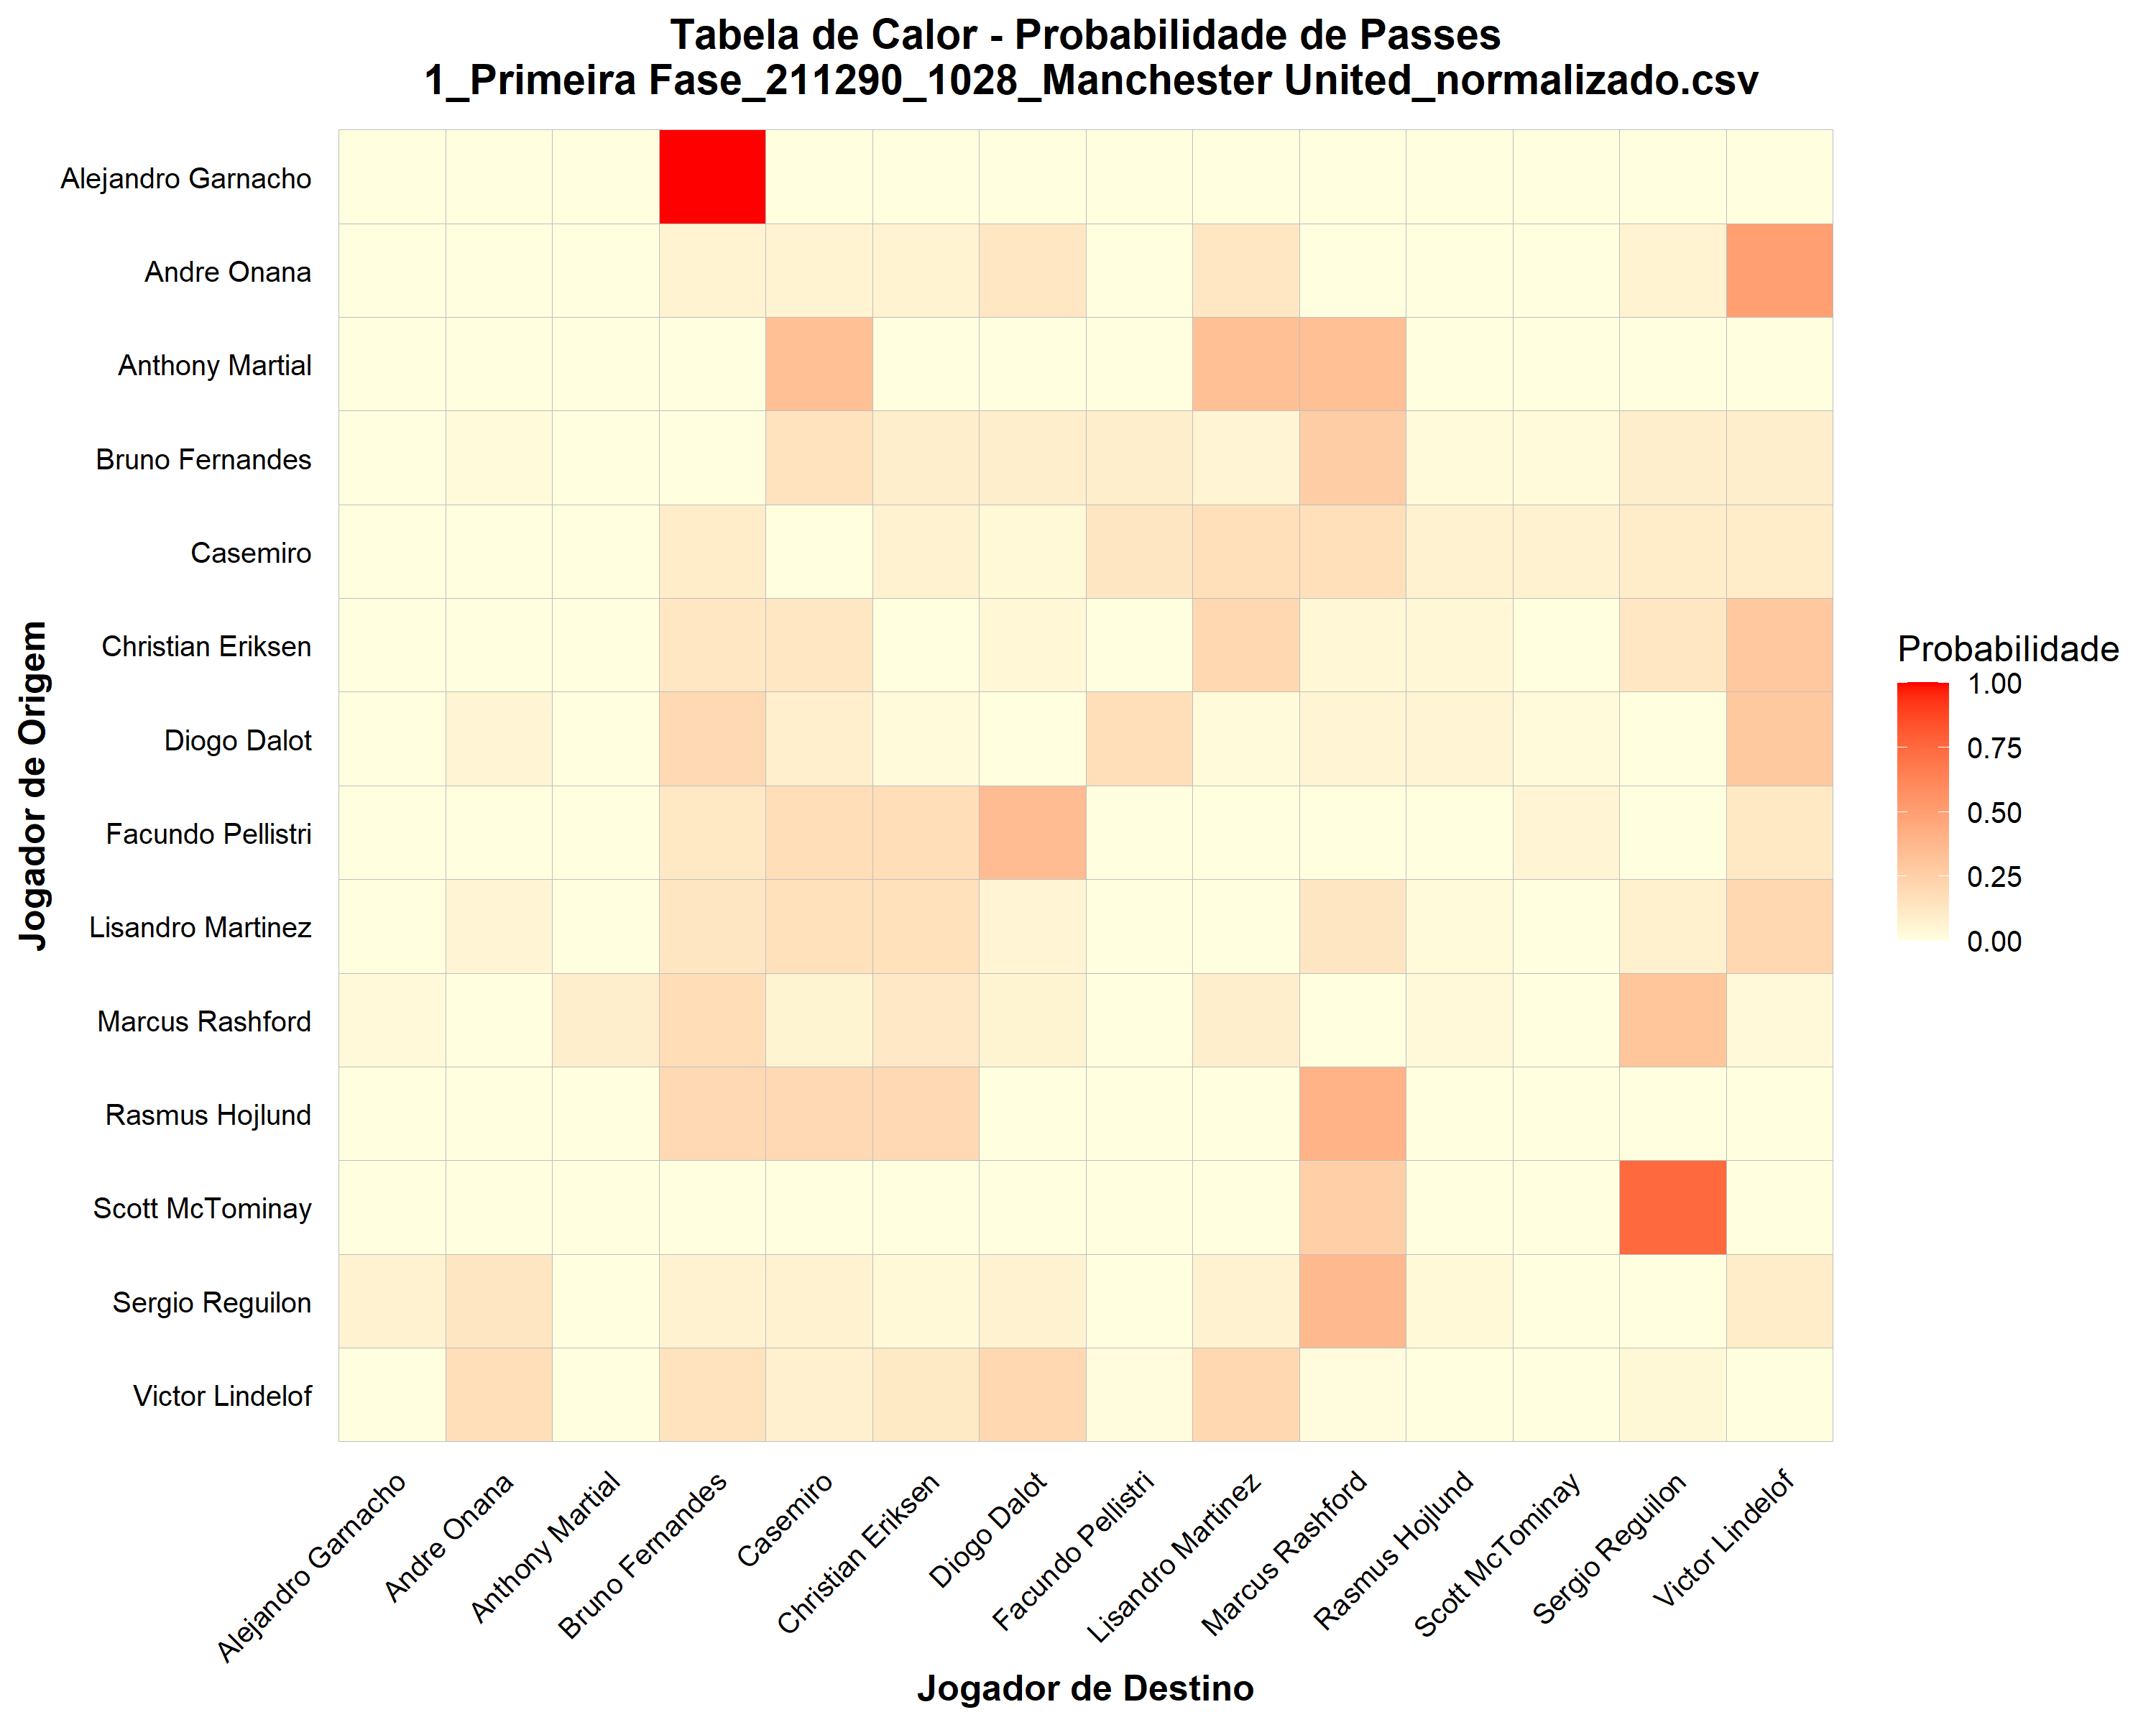 Tabela de Calor - Probabilidade de Passes
1_Primeira Fase_211290_1028_Manchester United_normalizado.csv
Jogador de Origem
Alejandro Garnacho
Andre Onana
Anthony Martial
Bruno Fernandes
Casemiro
Christian Eriksen
Diogo Dalot
Facundo Pellistri
Lisandro Martinez
Marcus Rashford
Rasmus Hojlund
Scott McTominay
Sergio Reguilon
Victor Lindelof
Alejandro Garnacho
Andre Onana
Anthony Martial
Bruno Fernandes
Casemiro
Christian Eriksen
Diogo Dalot
Facundo Pellistri
Lisandro Martinez
Marcus Rashford
Rasmus Hojlund
Scott McTominay
Sergio Reguilon
Victor Lindelof
Jogador de Destino
Probabilidade
1.00
0.75
0.50
0.25
0.00